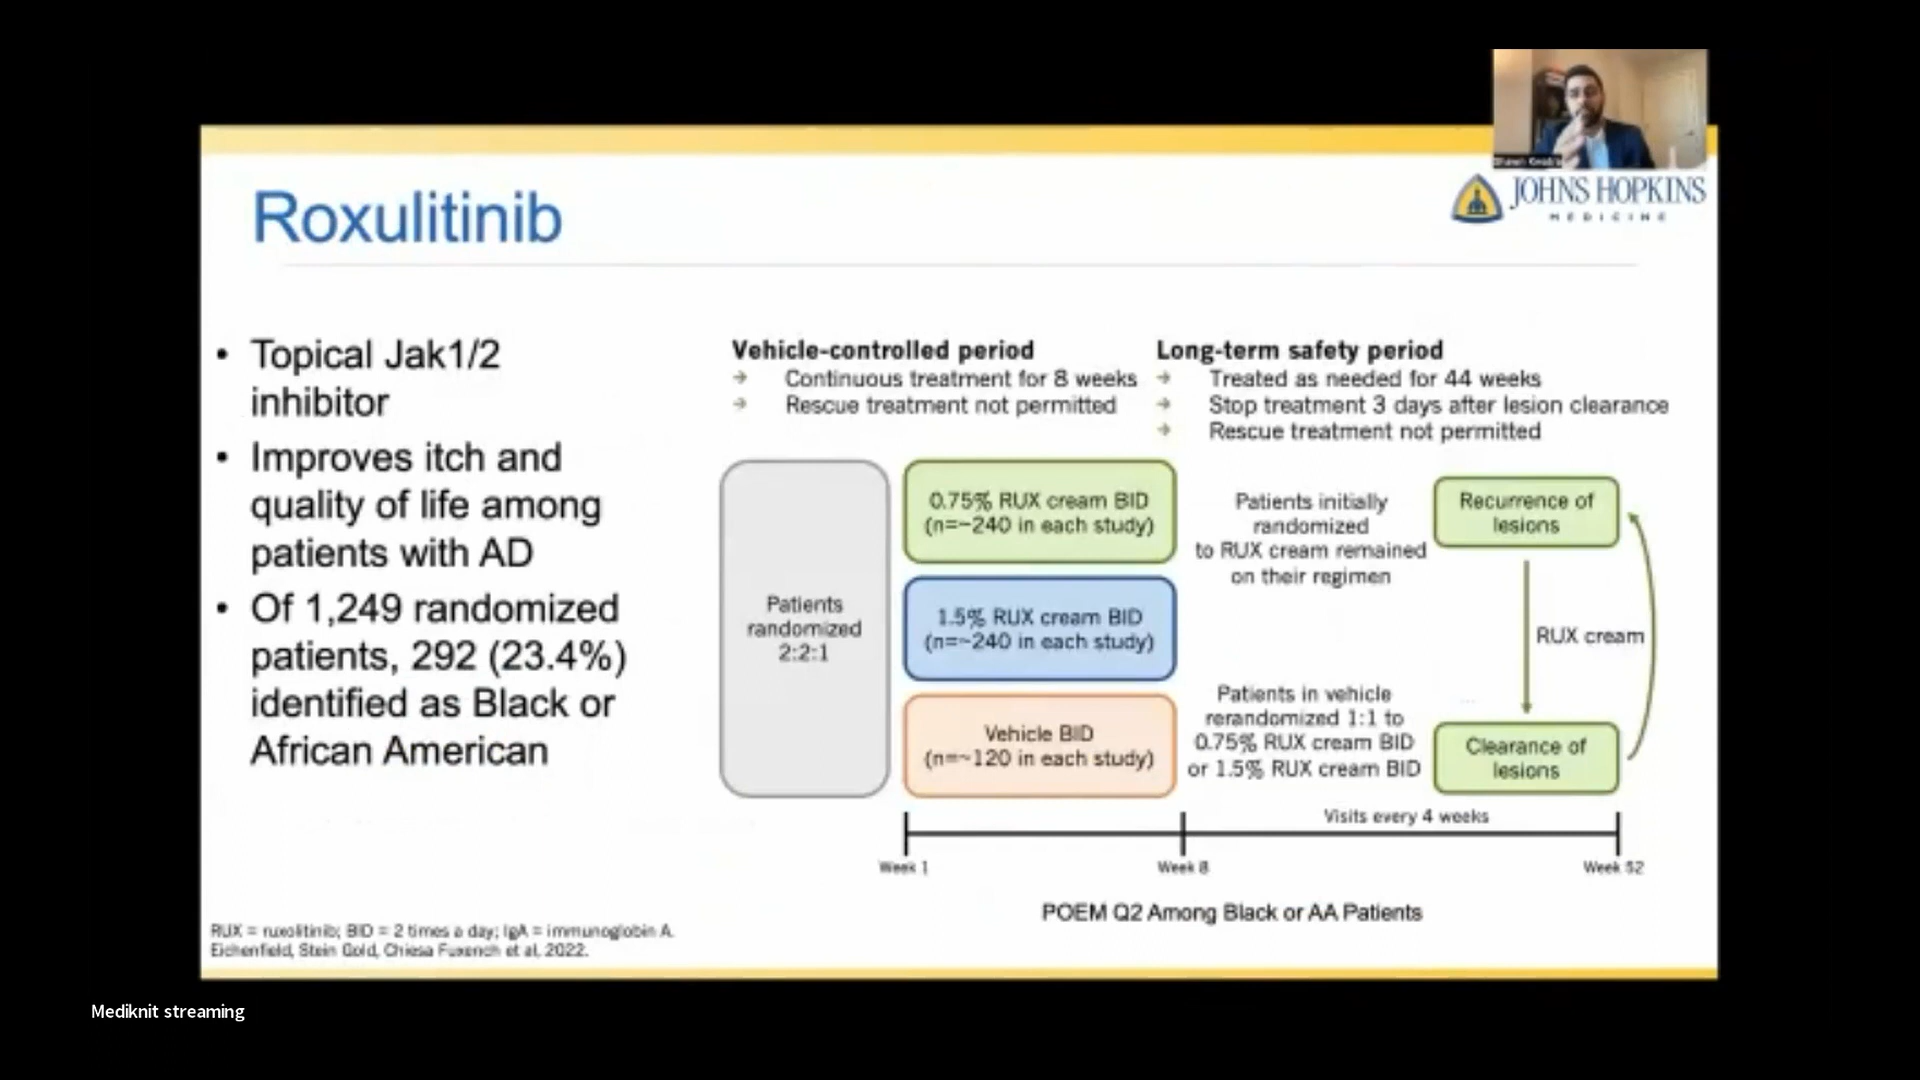 JOHNS HOPKINS
MEDICINE
Roxulitinib
• Topical Jak1/2
inhibitor
• Improves itch and
quality of life among
patients with AD
• Of 1,249 randomized
patients, 292 (23.4%)
identified as Black or
African American
Vehicle-controlled period
→ Continuous treatment for 8 weeks
→ Rescue treatment not permitted
Long-term safety period
→ Treated as needed for 44 weeks
→ Stop treatment 3 days after lesion clearance
→ Rescue treatment not permitted
Patients
randomized
2:2:1
0.75% RUX cream BID
(n=~240 in each study)
1.5% RUX cream BID
(n=~240 in each study)
Vehicle BID
(n=~120 in each study)
Patients initially
randomized
to RUX cream remained
on their regimen
Patients in vehicle
rerandomized 1:1 to
0.75% RUX cream BID
or 1.5% RUX cream BID
Recurrence of
lesions
RUX cream
Clearance of
lesions
Visits every 4 weeks
Week 1
Week 8
Week 52
POEM Q2 Among Black or AA Patients
RUX = ruxolitinib; BID = 2 times a day; IgA = immunoglobin A.
Eichenfield, Stein Gold, Chiesa Fuxench et al, 2022.
Mediknit streaming